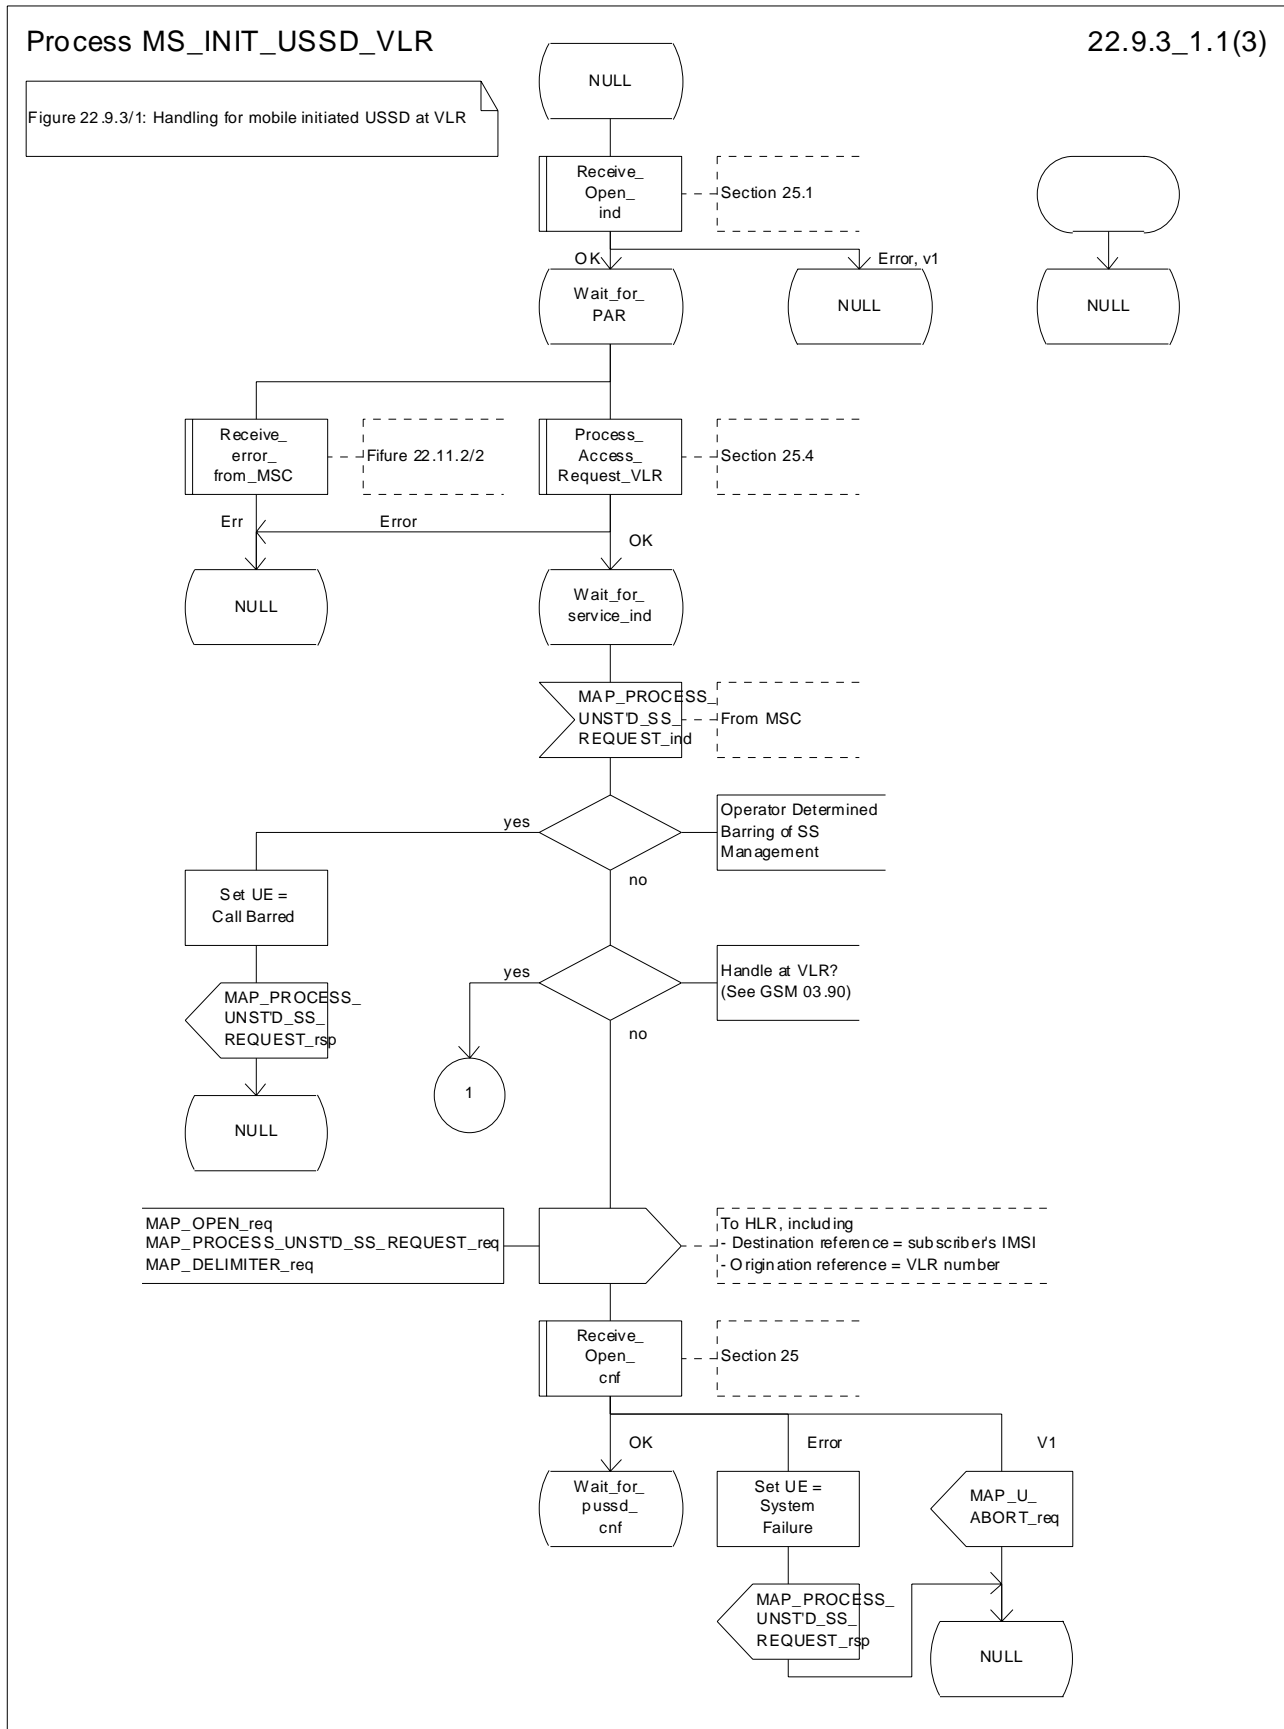 Process MS_INIT_USSD_VLR
22.9.3_1.1(3)
Figure 22.9.3/1: Handling for mobile initiated USSD at VLR
NULL
Receive_
Open_
ind
Section 25.1
OK
Error, v1
Wait_for_
PAR
NULL
NULL
Receive_
error_
from_MSC
Fifure 22.11.2/2
Process_
Access_
Request_VLR
Section 25.4
Err
Error
OK
NULL
Wait_for_
service_ind
MAP_PROCESS_
UNST'D_SS_
REQUEST_ind
From MSC
yes
Operator Determined
Barring of SS
Management
no
Set UE =
Call Barred
yes
Handle at VLR?
(See GSM 03.90)
no
MAP_PROCESS_
UNST'D_SS_
REQUEST_rsp
1
NULL
MAP_OPEN_req
MAP_PROCESS_UNST'D_SS_REQUEST_req
MAP_DELIMITER_req
To HLR, including
- Destination reference = subscriber's IMSI
- Origination reference = VLR number
Receive_
Open_
cnf
Section 25
OK
Error
V1
Wait_for_
pussd_
cnf
Set UE =
System
Failure
MAP_U_
ABORT_req
MAP_PROCESS_
UNST'D_SS_
REQUEST_rsp
NULL